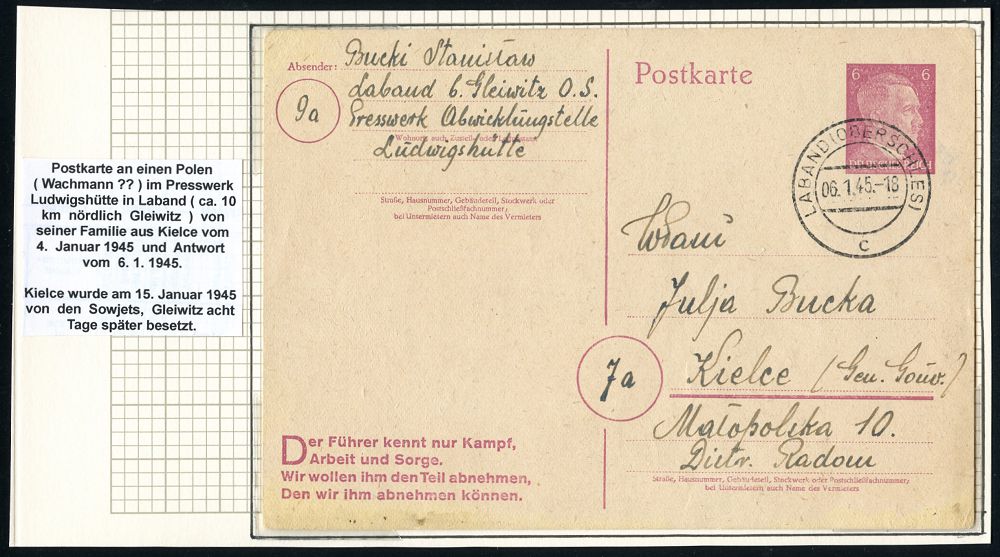 Postkarte an einen Polen
( Wachmann ?? ) im Presswerk
Ludwigshütte in Laband ( ca. 10
km nördlich Gleiwitz ) von
seiner Familie aus Kielce vom
4. Januar 1945 und Antwort
vom 6. 1. 1945.
Kielce wurde am 15. Januar 1945
von den Sowjets, Gleiwitz acht
Tage später besetzt.
Absender: Bucki Stanisław
9a
Laband b. Gleiwitz O.S.
Presswerk Abwicklungstelle
Wohnort, auch Zustell- oder Leitpostamt
Ludwigshütte
Straße, Hausnummer, Gebäudeteil, Stockwerk oder
Postschließfachnummer;
bei Untermietern auch Name des Vermieters
Der Führer kennt nur Kampf,
Arbeit und Sorge.
Wir wollen ihm den Teil abnehmen,
Den wir ihm abnehmen können.
Postkarte
6 6
DEUTSCHES REICH
LABAND (OBERSCHLES)
06.1.45.-18
c
Julja Bucka
7a
Kielce (Gen. Gouv.)
Małopolska 10.
Distr. Radom
Straße, Hausnummer, Gebäudeteil, Stockwerk oder Postschließfachnummer;
bei Untermietern auch Name des Vermieters